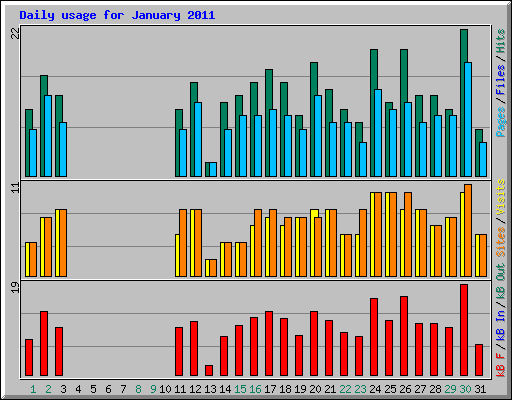 Daily usage for January 2011
22
Pages / Files / Hits
11
Sites / Visits
19
kB F / kB In / kB Out
1 2 3 4 5 6 7 8 9 10 11 12 13 14 15 16 17 18 19 20 21 22 23 24 25 26 27 28 29 30 31